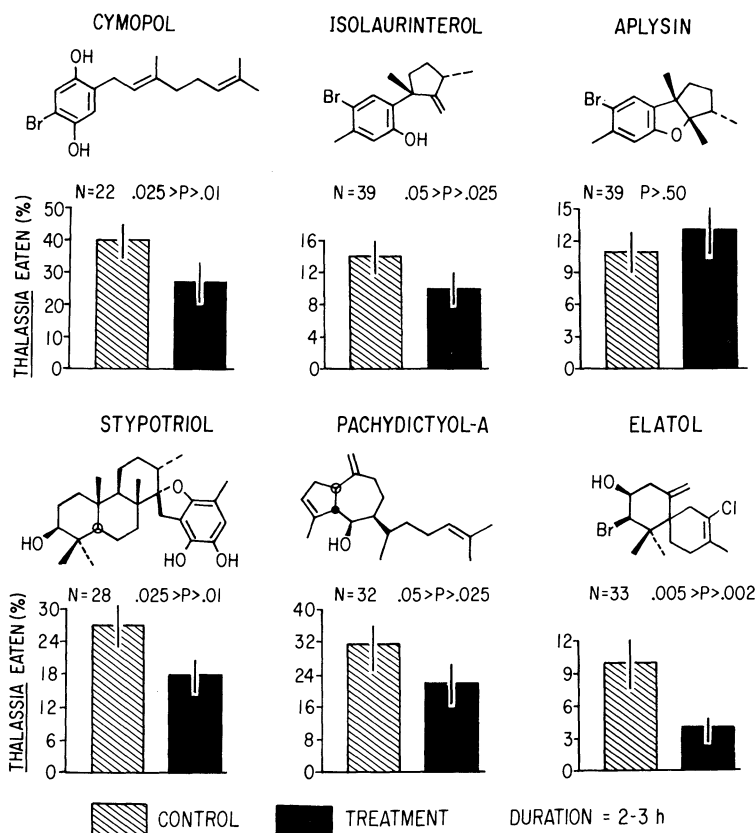 CYMOPOL
ISOLAURINTEROL
APLYSIN
OH
Br
OH
Br
OH
Br
O
N=22 .025>P>.01
N=39 .05>P>.025
N=39 P>.50
THALASSIA EATEN (%)
50
40
30
20
10
0
16
12
8
4
0
15
12
9
6
3
0
STYPOTRIOL
PACHYDICTYOL-A
ELATOL
O
HO
HO
OH
HO
HO
Br
Cl
N=28 .025>P>.01
N=32 .05>P>.025
N=33 .005>P>.002
THALASSIA EATEN (%)
30
24
18
12
6
0
40
32
24
16
8
0
12
9
6
3
0
CONTROL
TREATMENT
DURATION = 2-3 h